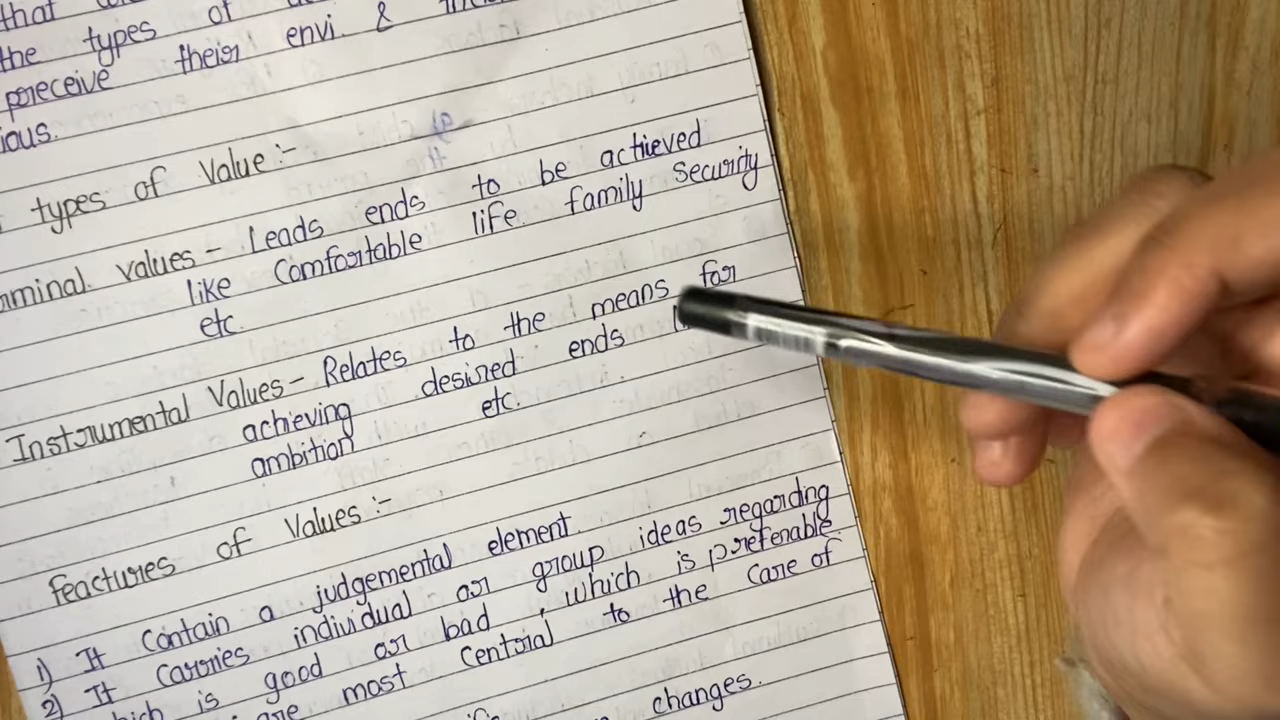 that
the types of
perceive their envi. &
ious.
types of Value :-
minal. values - Leads ends to be actieved
like Comfortable life. family Security
etc.
Instrumental Values - Relates to the means for
achieving desired ends
ambition etc.
feactures of Values :-
1) It Contain a judgemental element.
2) It carries individual or group ideas regarding
which is good or bad, which is preferable
are most Central to the Care of
changes.